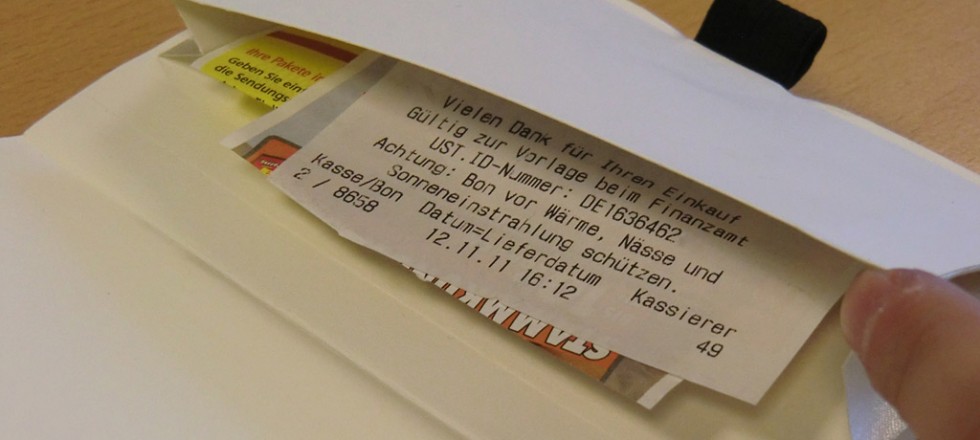 Ihre Pakete in
Geben Sie ein
die Sendungs
Vielen Dank für Ihren Einkauf
Gültig zur Vorlage beim Finanzamt
UST.ID-Nummer: DE1636462
Achtung: Bon vor Wärme, Nässe und
Sonneneinstrahlung schützen.
Kasse/Bon Datum=Lieferdatum Kassierer
2 / 8658 12.11.11 16:12 49
STAMMKUN